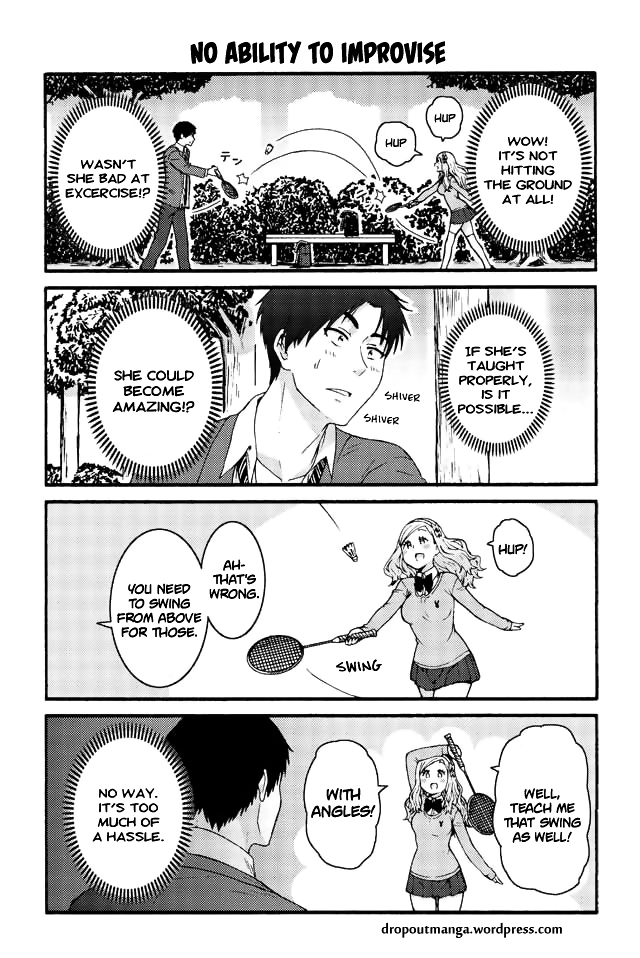 NO ABILITY TO IMPROVISE
WOW!
IT'S NOT
HITTING
THE GROUND
AT ALL!
HUP
HUP
テン
WASN'T
SHE BAD AT
EXCERCISE!?
IF SHE'S
TAUGHT
PROPERLY,
IS IT
POSSIBLE...
SHIVER
SHIVER
SHE COULD
BECOME
AMAZING!?
HUP!
SWING
AH-
THAT'S
WRONG.
YOU NEED
TO SWING
FROM ABOVE
FOR THOSE.
WELL,
TEACH ME
THAT SWING
AS WELL!
WITH
ANGLES!
NO WAY.
IT'S TOO
MUCH OF
A HASSLE.
dropoutmanga.wordpress.com